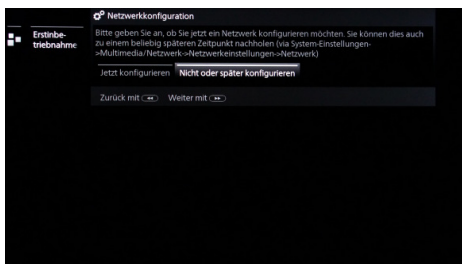 Netzwerkkonfiguration
Erstinbe-
triebnahme
Bitte geben Sie an, ob Sie jetzt ein Netzwerk konfigurieren möchten. Sie können dies auch
zu einem beliebig späteren Zeitpunkt nachholen (via System-Einstellungen-
>Multimedia/Netzwerk->Netzwerkeinstellungen->Netzwerk)
Jetzt konfigurieren Nicht oder später konfigurieren
Zurück mit Weiter mit